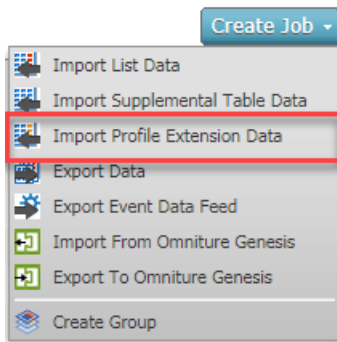 Create Job
Import List Data
Import Supplemental Table Data
Import Profile Extension Data
Export Data
Export Event Data Feed
Import From Omniture Genesis
Export To Omniture Genesis
Create Group